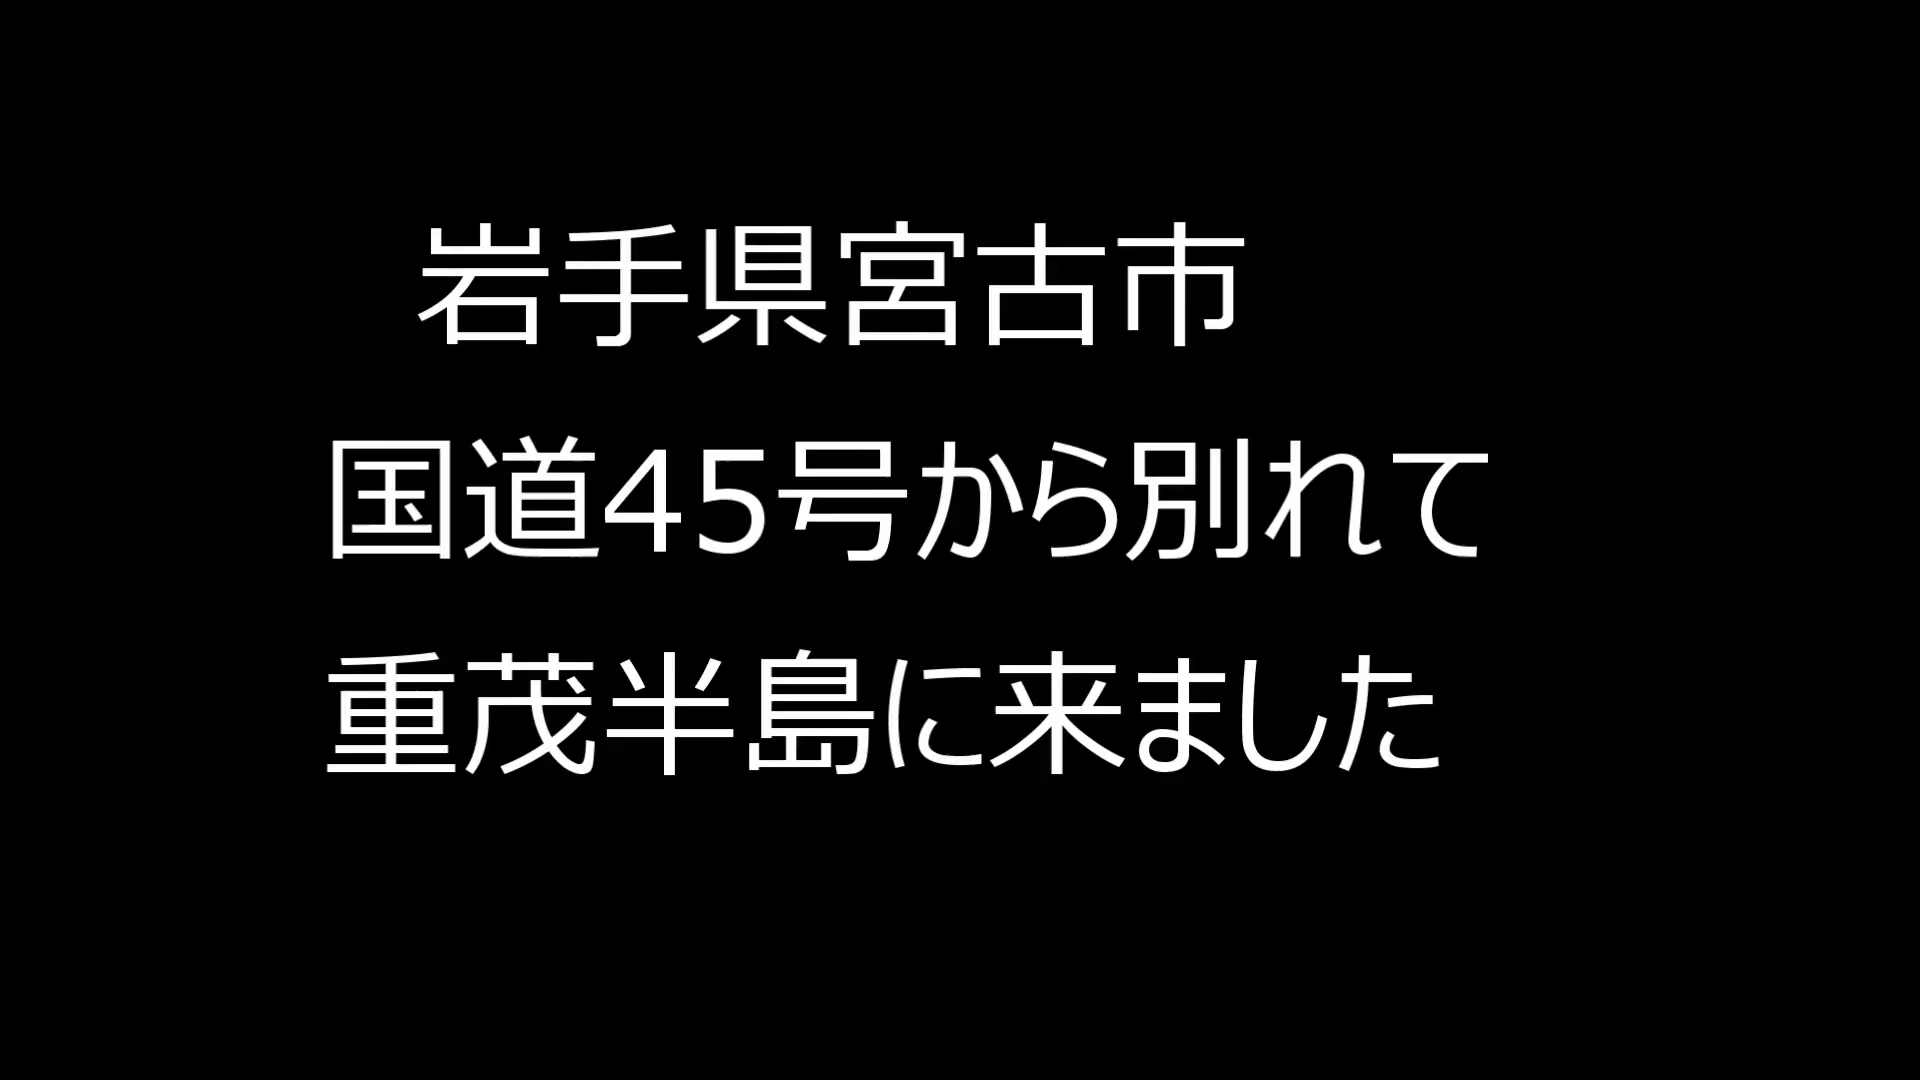 岩手県宮古市
国道45号から別れて
重茂半島に来ました